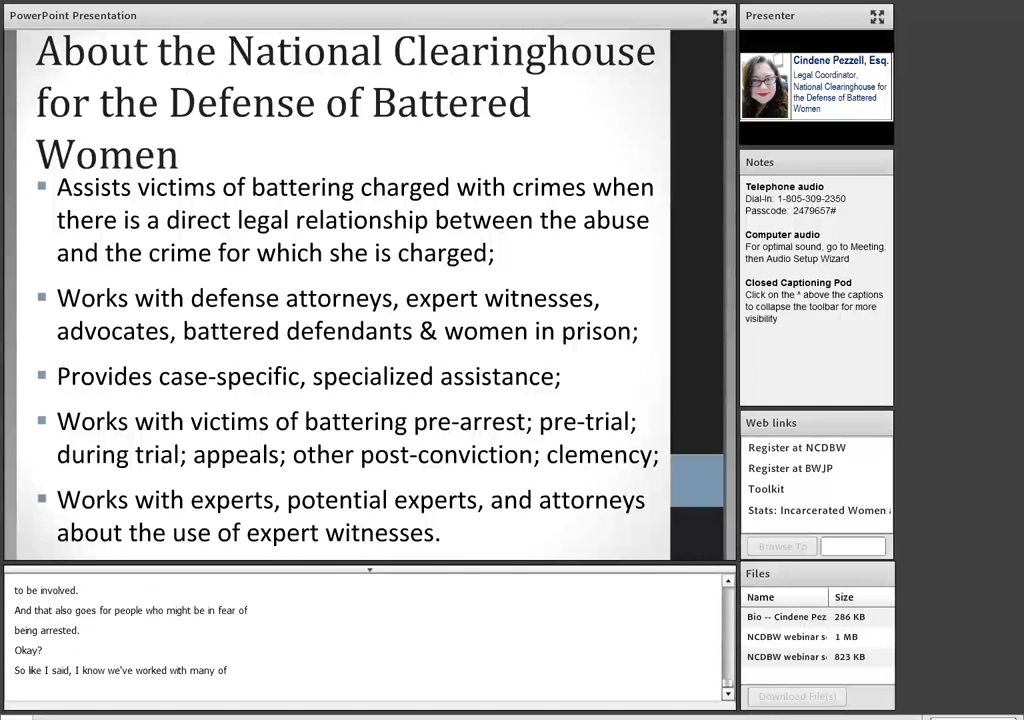 PowerPoint Presentation
About the National Clearinghouse
for the Defense of Battered
Women
Assists victims of battering charged with crimes when
there is a direct legal relationship between the abuse
and the crime for which she is charged;
Works with defense attorneys, expert witnesses,
advocates, battered defendants & women in prison;
Provides case-specific, specialized assistance;
Works with victims of battering pre-arrest; pre-trial;
during trial; appeals; other post-conviction; clemency;
Works with experts, potential experts, and attorneys
about the use of expert witnesses.
to be involved.
And that also goes for people who might be in fear of
being arrested.
Okay?
So like I said, I know we've worked with many of
Presenter
Cindene Pezzell, Esq.
Legal Coordinator,
National Clearinghouse for
the Defense of Battered
Women
Notes
Telephone audio
Dial-In: 1-805-309-2350
Passcode: 2479657#
Computer audio
For optimal sound, go to Meeting,
then Audio Setup Wizard
Closed Captioning Pod
Click on the ^ above the captions
to collapse the toolbar for more
visibility
Web links
Register at NCDBW
Register at BWJP
Toolkit
Stats: Incarcerated Women
Browse To
Files
Name Size
Bio -- Cindene Pez 286 KB
NCDBW webinar s 1 MB
NCDBW webinar s 823 KB
Download File(s)